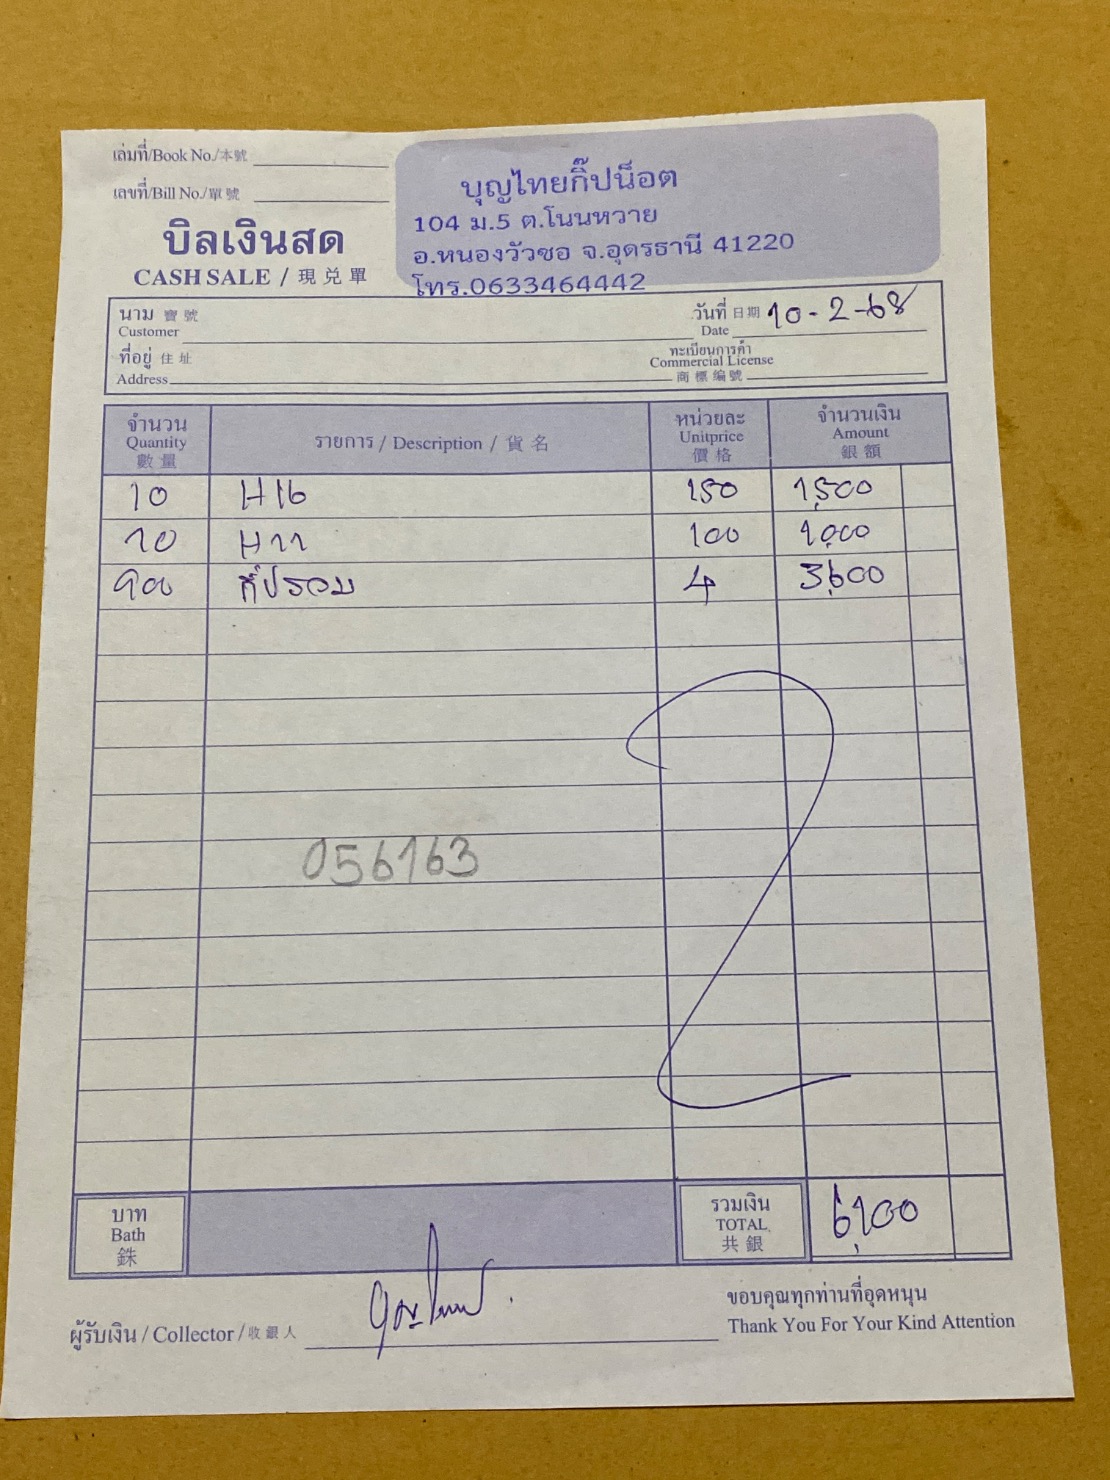 เล่มที่/Book No./本號
เลขที่/Bill No./單號
บิลเงินสด
CASH SALE / 現兑單
บุญไทยกิ๊ปน็อต
104 ม.5 ต.โนนหวาย
อ.หนองวัวซอ จ.อุดรธานี 41220
โทร.0633464442
นาม 寶號
Customer
วันที่ 日期 10-2-68
Date
ที่อยู่ 住址
Address
ทะเบียนการค้า
Commercial License
商標編號
จำนวน
Quantity
數量
รายการ / Description / 貨名
หน่วยละ
Unitprice
價格
จำนวนเงิน
Amount
銀額
10 H16 150 1,500
10 H11 100 1,000
900 กิ๊ปรวม 4 3,600
056163
บาท
Bath
銖
รวมเงิน
TOTAL
共銀
6,100
ผู้รับเงิน / Collector / 收銀人
ขอบคุณทุกท่านที่อุดหนุน
Thank You For Your Kind Attention